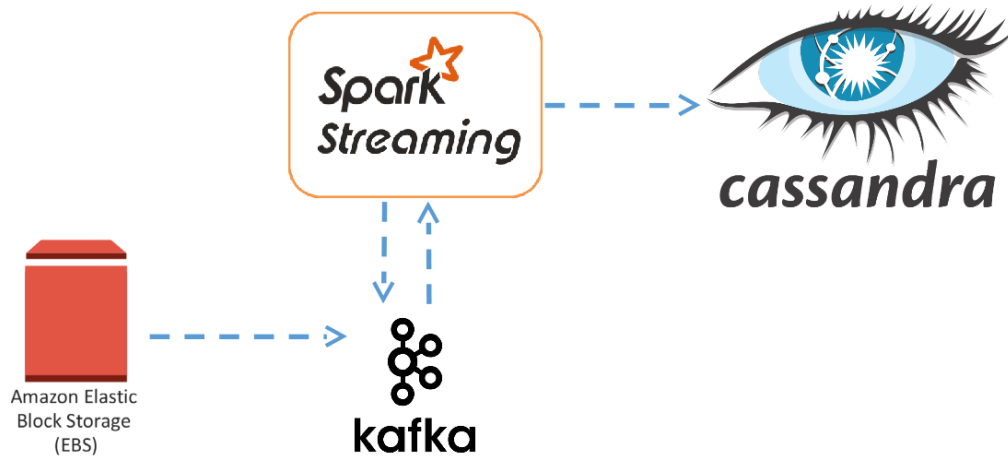 Spark
Streaming
cassandra
Amazon Elastic
Block Storage
(EBS)
kafka